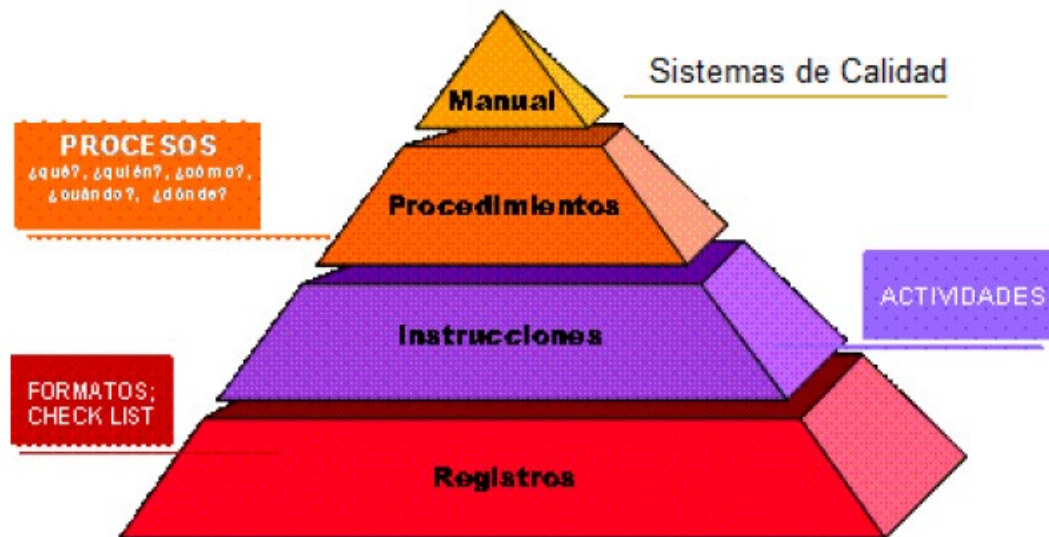 Sistemas de Calidad
Manual
PROCESOS
¿qué?, ¿quién?, ¿cómo?,
¿cuándo?, ¿dónde?
Procedimientos
ACTIVIDADES
Instrucciones
FORMATOS;
CHECK LIST
Registros